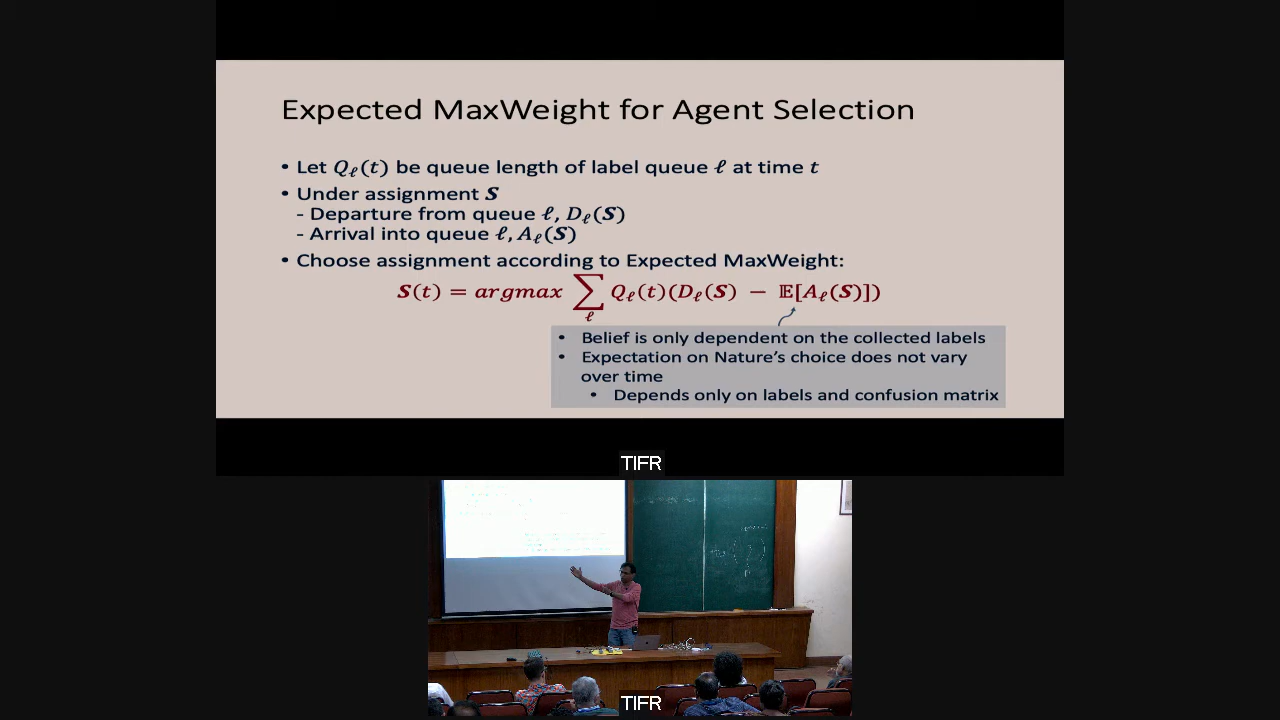 Expected MaxWeight for Agent Selection
• Let Qℓ(t) be queue length of label queue ℓ at time t
• Under assignment S
- Departure from queue ℓ, Dℓ(S)
- Arrival into queue ℓ, Aℓ(S)
• Choose assignment according to Expected MaxWeight:
S(t) = argmax ∑ℓ Qℓ(t)(Dℓ(S) − 𝔼[Aℓ(S)])
• Belief is only dependent on the collected labels
• Expectation on Nature's choice does not vary
over time
• Depends only on labels and confusion matrix
TIFR
TIFR